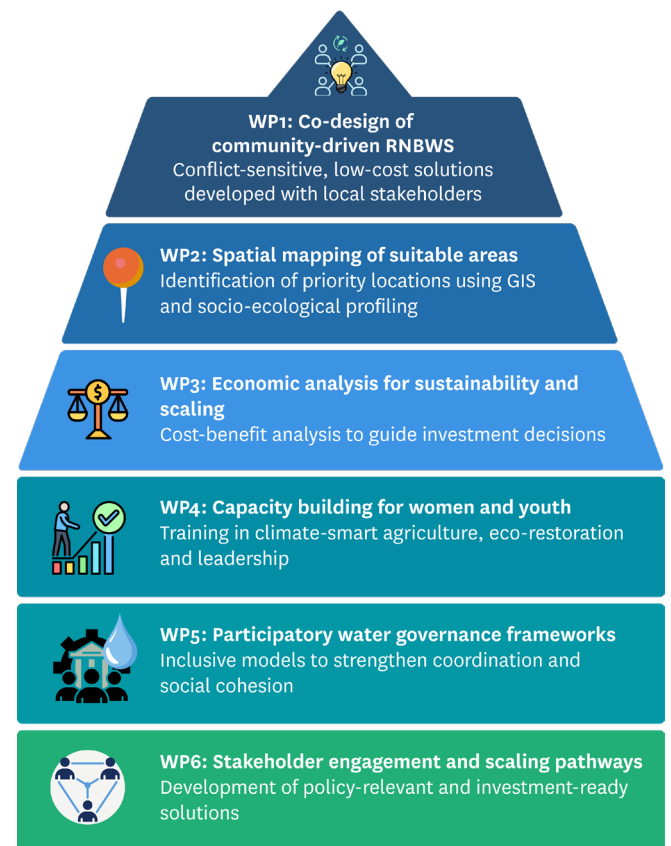 WP1: Co-design of
community-driven RNBWS
Conflict-sensitive, low-cost solutions
developed with local stakeholders
WP2: Spatial mapping of suitable areas
Identification of priority locations using GIS
and socio-ecological profiling
$
WP3: Economic analysis for sustainability and
scaling
Cost-benefit analysis to guide investment decisions
WP4: Capacity building for women and youth
Training in climate-smart agriculture, eco-restoration
and leadership
WP5: Participatory water governance frameworks
Inclusive models to strengthen coordination and
social cohesion
WP6: Stakeholder engagement and scaling pathways
Development of policy-relevant and investment-ready
solutions